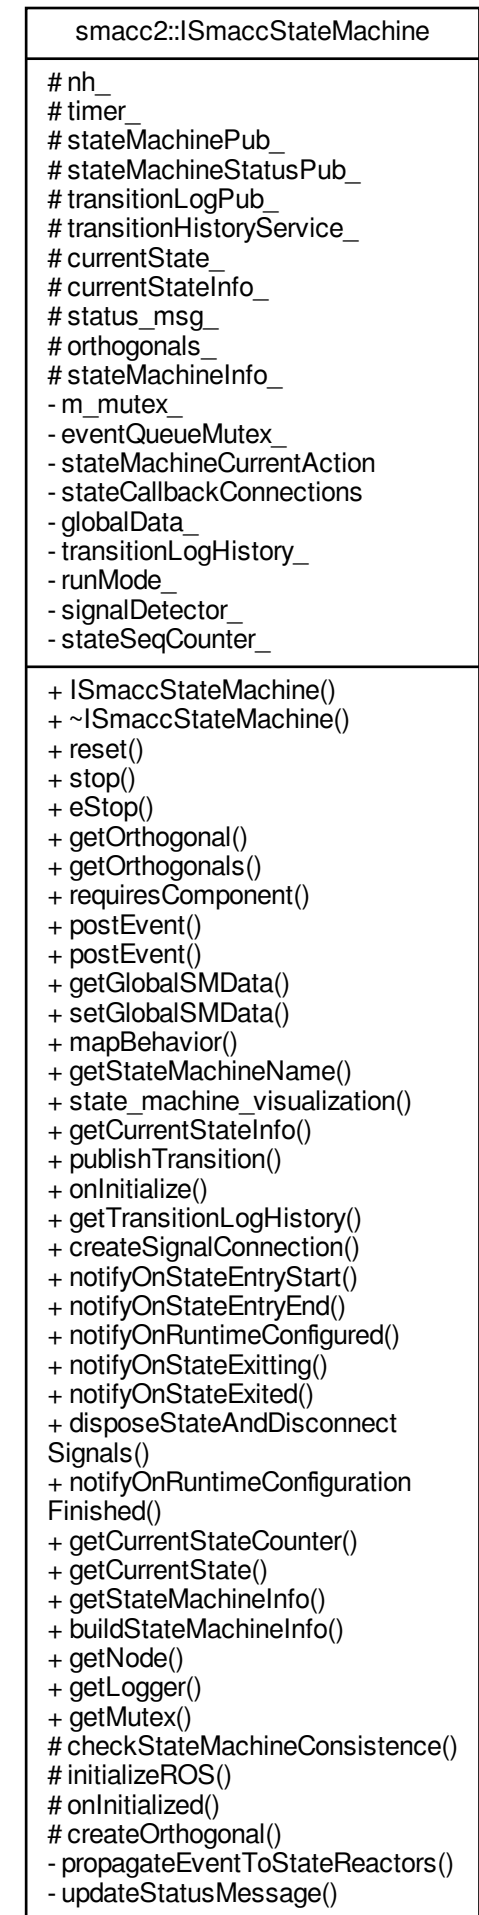 smacc2::ISmaccStateMachine
# nh_
# timer_
# stateMachinePub_
# stateMachineStatusPub_
# transitionLogPub_
# transitionHistoryService_
# currentState_
# currentStateInfo_
# status_msg_
# orthogonals_
# stateMachineInfo_
- m_mutex_
- eventQueueMutex_
- stateMachineCurrentAction
- stateCallbackConnections
- globalData_
- transitionLogHistory_
- runMode_
- signalDetector_
- stateSeqCounter_
+ ISmaccStateMachine()
+ ~ISmaccStateMachine()
+ reset()
+ stop()
+ eStop()
+ getOrthogonal()
+ getOrthogonals()
+ requiresComponent()
+ postEvent()
+ postEvent()
+ getGlobalSMData()
+ setGlobalSMData()
+ mapBehavior()
+ getStateMachineName()
+ state_machine_visualization()
+ getCurrentStateInfo()
+ publishTransition()
+ onInitialize()
+ getTransitionLogHistory()
+ createSignalConnection()
+ notifyOnStateEntryStart()
+ notifyOnStateEntryEnd()
+ notifyOnRuntimeConfigured()
+ notifyOnStateExitting()
+ notifyOnStateExited()
+ disposeStateAndDisconnect
Signals()
+ notifyOnRuntimeConfiguration
Finished()
+ getCurrentStateCounter()
+ getCurrentState()
+ getStateMachineInfo()
+ buildStateMachineInfo()
+ getNode()
+ getLogger()
+ getMutex()
# checkStateMachineConsistence()
# initializeROS()
# onInitialized()
# createOrthogonal()
- propagateEventToStateReactors()
- updateStatusMessage()